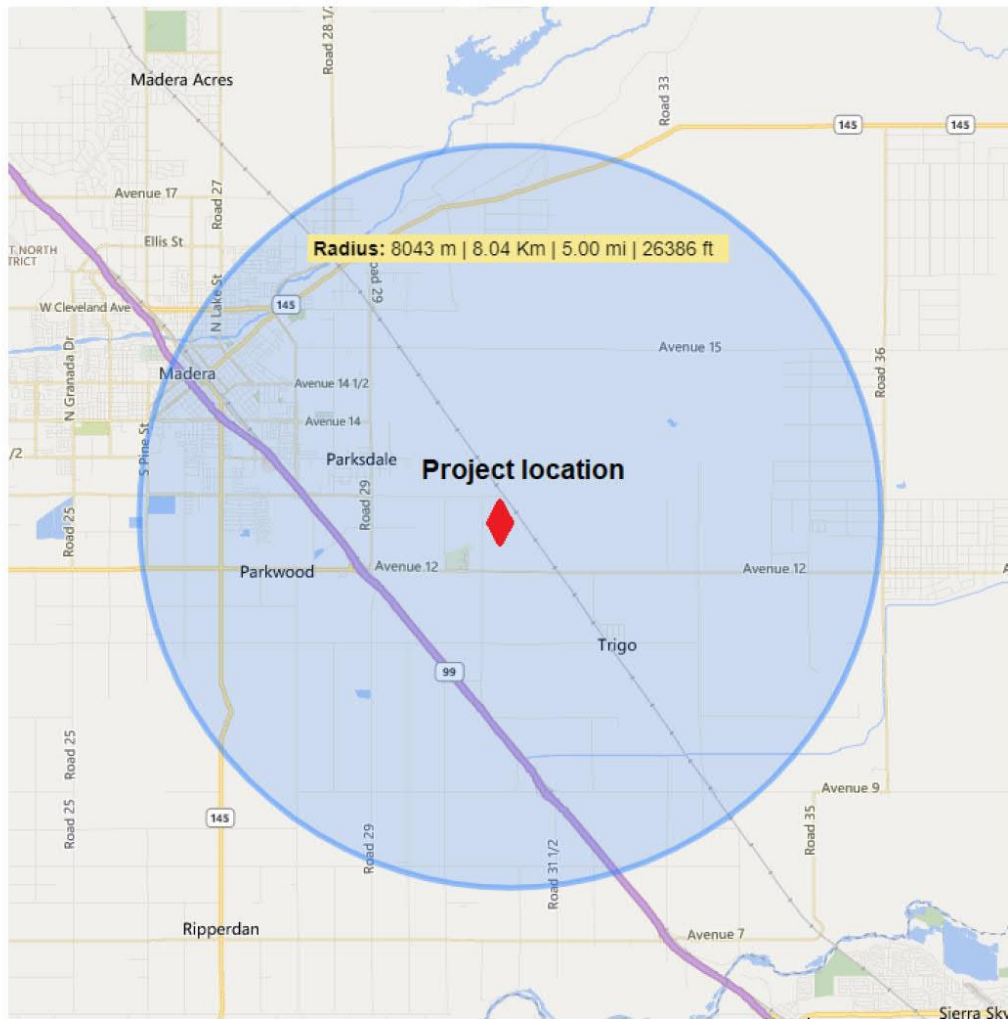 Road 28 1/2
Madera Acres
Road 33
145
145
Avenue 17
Road 27
Ellis St
T NORTH
TRICT
Radius: 8043 m | 8.04 Km | 5.00 mi | 26386 ft
oad 29
W Cleveland Ave
N Lake St
145
Avenue 15
Road 36
N Granada Dr
Madera
Avenue 14 1/2
Avenue 14
/2
S Pine St
Parksdale
Project location
Road 25
Road 29
Parkwood
Avenue 12
Avenue 12
A
Trigo
99
Road 25
Road 25
Avenue 9
145
Road 29
Road 31 1/2
Road 35
Ripperdan
Avenue 7
Sierra Sk